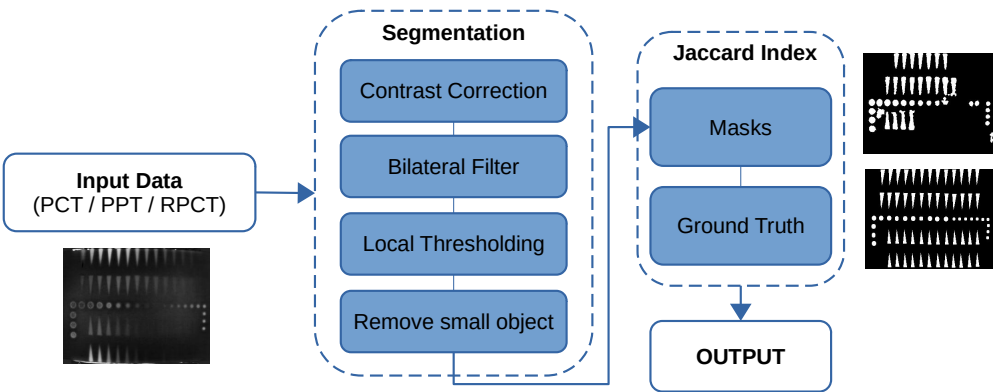 Segmentation
Contrast Correction
Bilateral Filter
Local Thresholding
Remove small object
Input Data
(PCT / PPT / RPCT)
Jaccard Index
Masks
Ground Truth
OUTPUT